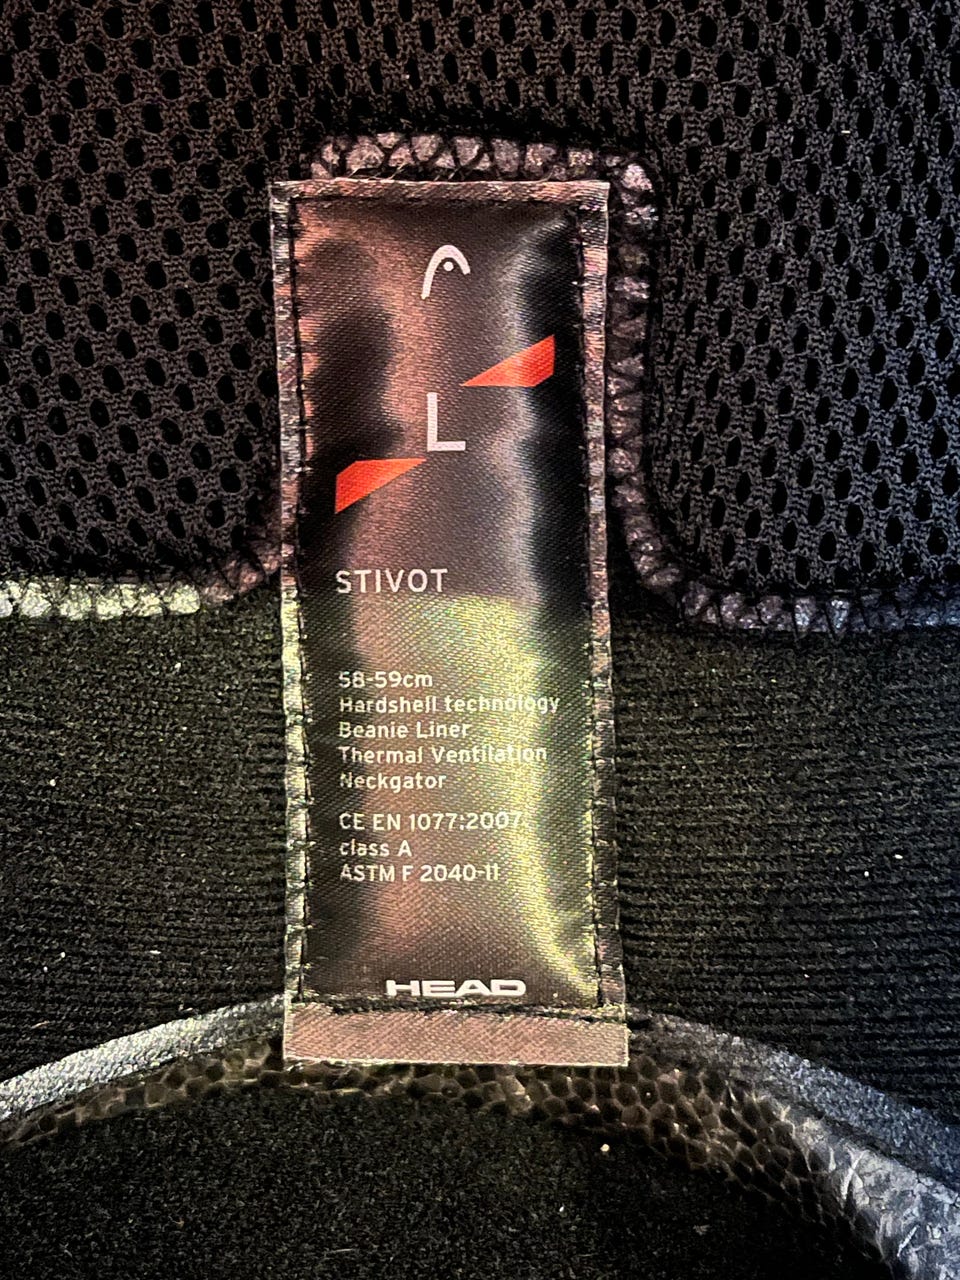 L
STIVOT
58-59cm
Hardshell technology
Beanie Liner
Thermal Ventilation
Neckgator
CE EN 1077:2007
class A
ASTM F 2040-11
HEAD